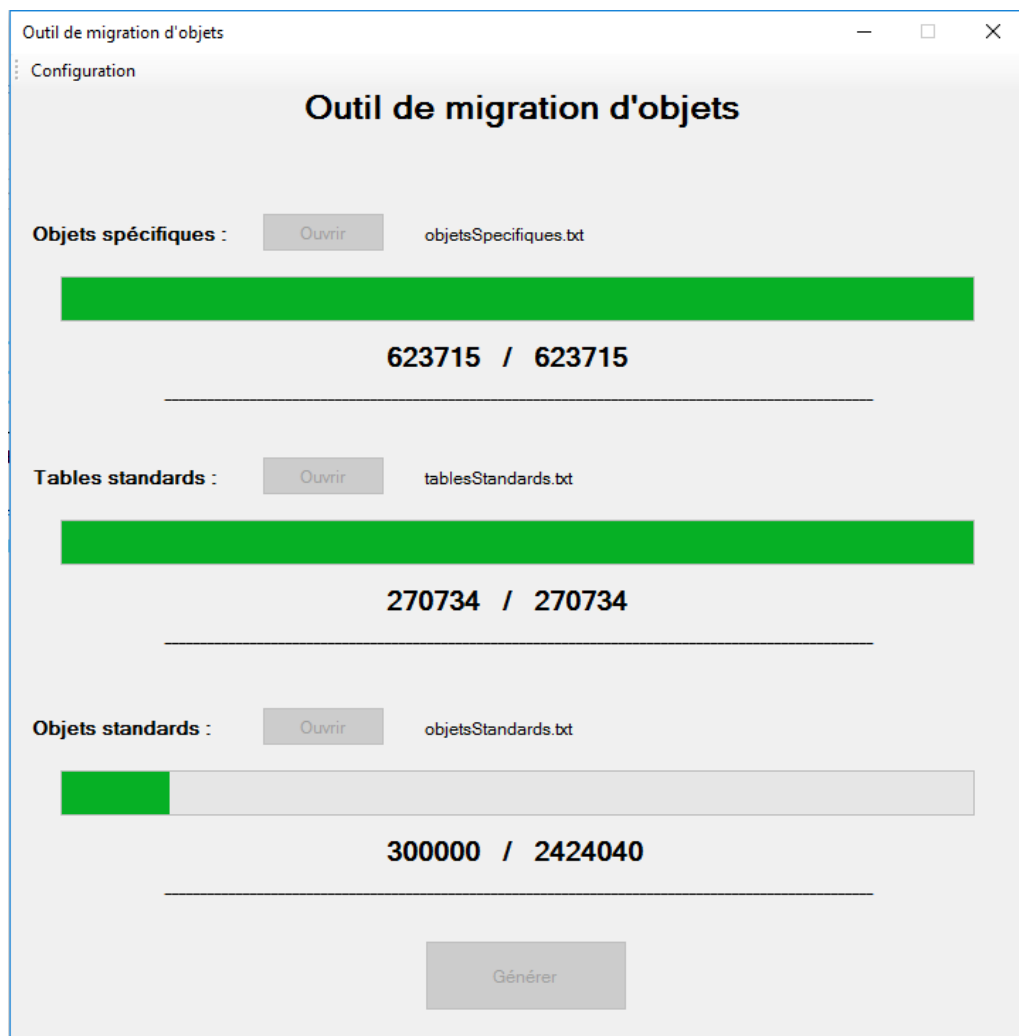 Outil de migration d'objets
Configuration
Outil de migration d'objets
Objets spécifiques : Ouvrir objetsSpecifiques.txt
623715 / 623715
Tables standards : Ouvrir tablesStandards.txt
270734 / 270734
Objets standards : Ouvrir objetsStandards.txt
300000 / 2424040
Générer